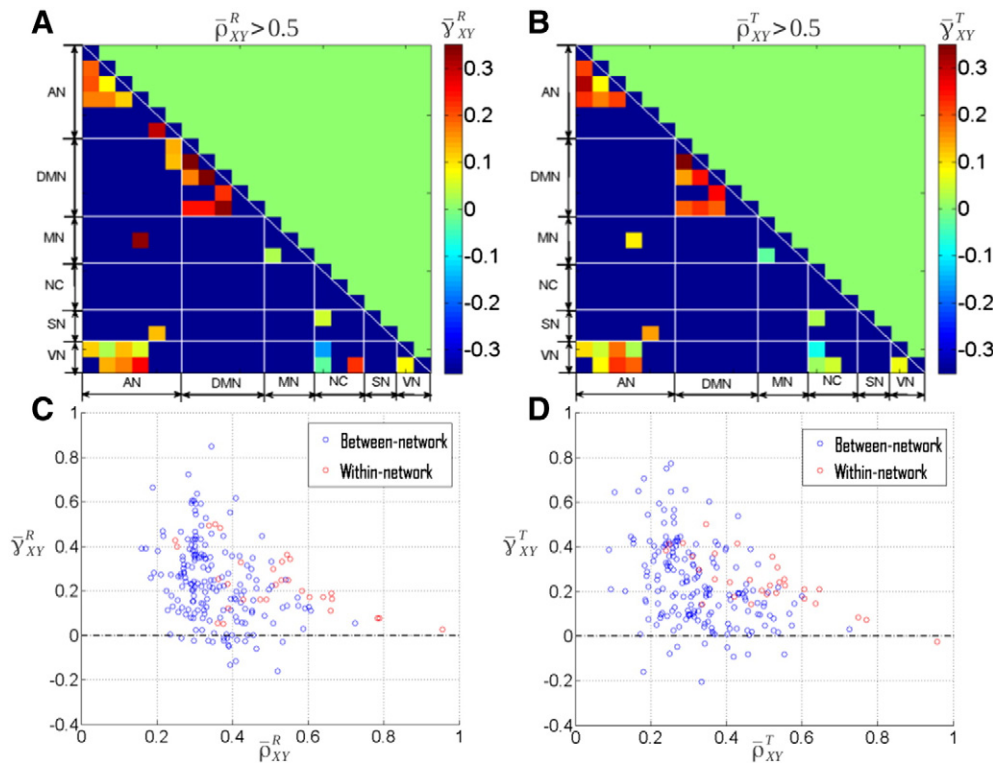 A
ρ̄ᴿ_XY > 0.5
γ̄ᴿ_XY
AN
DMN
MN
NC
SN
VN
AN DMN MN NC SN VN
0.3
0.2
0.1
0
-0.1
-0.2
-0.3
B
ρ̄ᵀ_XY > 0.5
γ̄ᵀ_XY
AN
DMN
MN
NC
SN
VN
AN DMN MN NC SN VN
0.3
0.2
0.1
0
-0.1
-0.2
-0.3
C
Between-network
Within-network
1
0.8
0.6
0.4
0.2
0
-0.2
-0.4
γ̄ᴿ_XY
0 0.2 0.4 0.6 0.8 1
ρ̄ᴿ_XY
D
Between-network
Within-network
1
0.8
0.6
0.4
0.2
0
-0.2
-0.4
γ̄ᵀ_XY
0 0.2 0.4 0.6 0.8 1
ρ̄ᵀ_XY